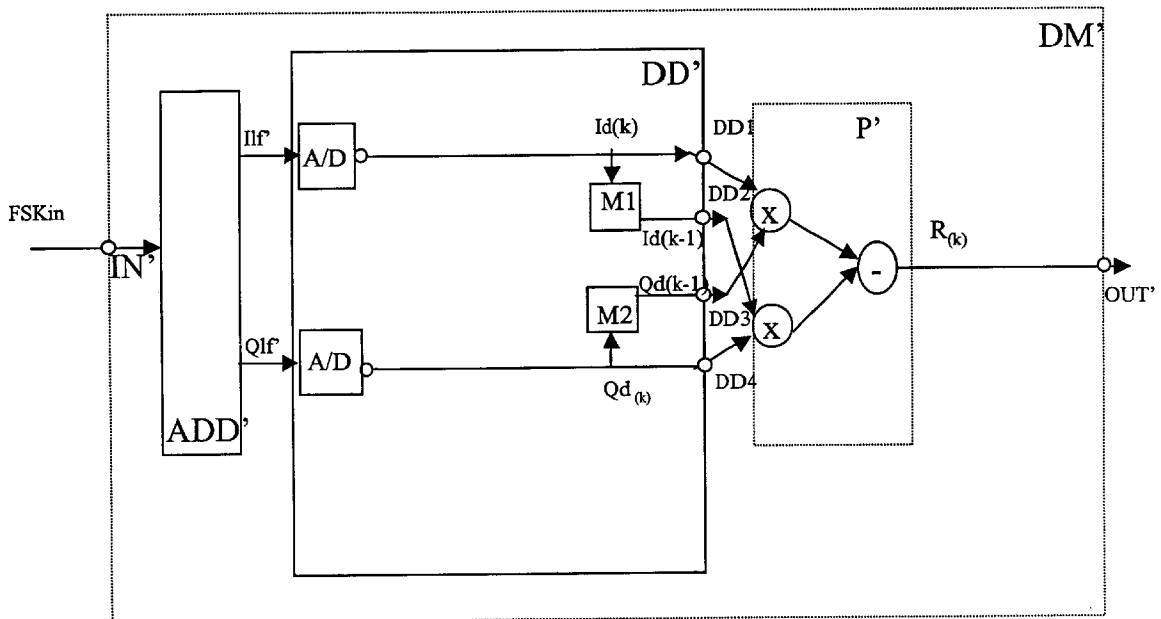 DM'
DD'
P'
Ilf'
A/D
Id(k)
DD1
M1
DD2
X
FSKin
Id(k-1)
R(k)
IN'
Qd(k-1)
-
OUT'
M2
DD3
X
Qlf'
A/D
DD4
Qd (k)
ADD'